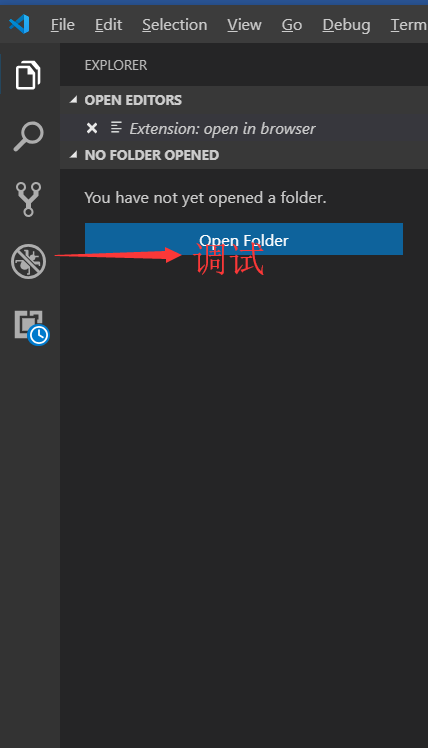 File Edit Selection View Go Debug Term
EXPLORER
OPEN EDITORS
Extension: open in browser
NO FOLDER OPENED
You have not yet opened a folder.
Open Folder
调试